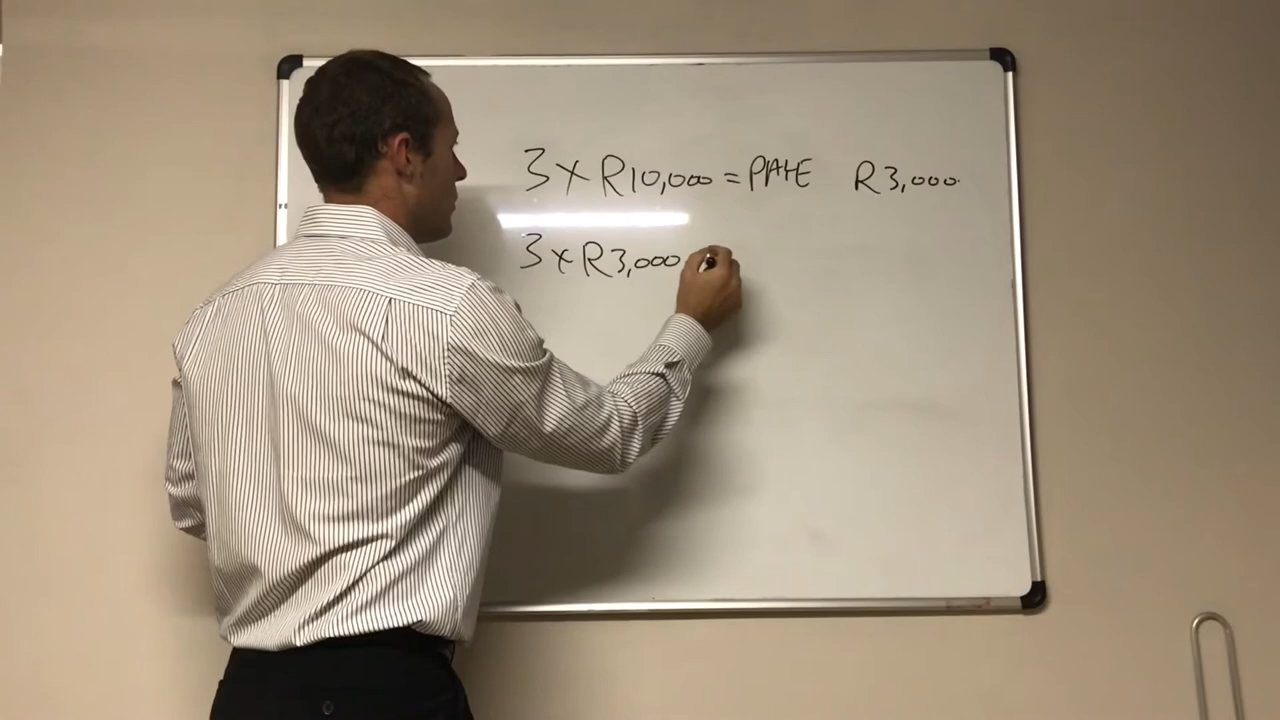 3 x R10,000 = PAYE R3,000.
3 x R3,000